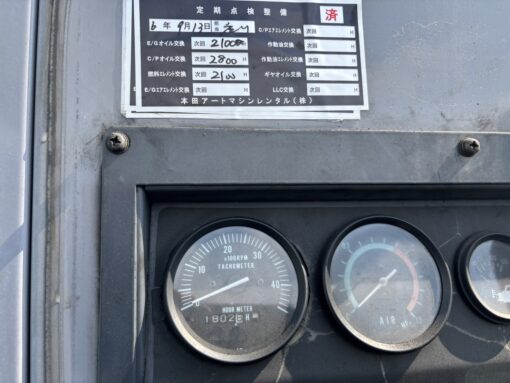 定期点検整備 済
6年9月13日
E/Gオイル交換 次回 2100 H
C/Pオイル交換 次回 2800 H
燃料エレメント交換 次回 2100 H
E/Gエアエレメント交換 次回 H
C/Pエアエレメント交換 次回 H
作動油交換 次回 H
作動油エレメント交換 次回 H
ギヤオイル交換 次回 H
LLC交換 次回 H
本田アートマシンレンタル(株)
0 10 20 30 40
×100RPM
TACHOMETER
HOUR METER
H
AIR